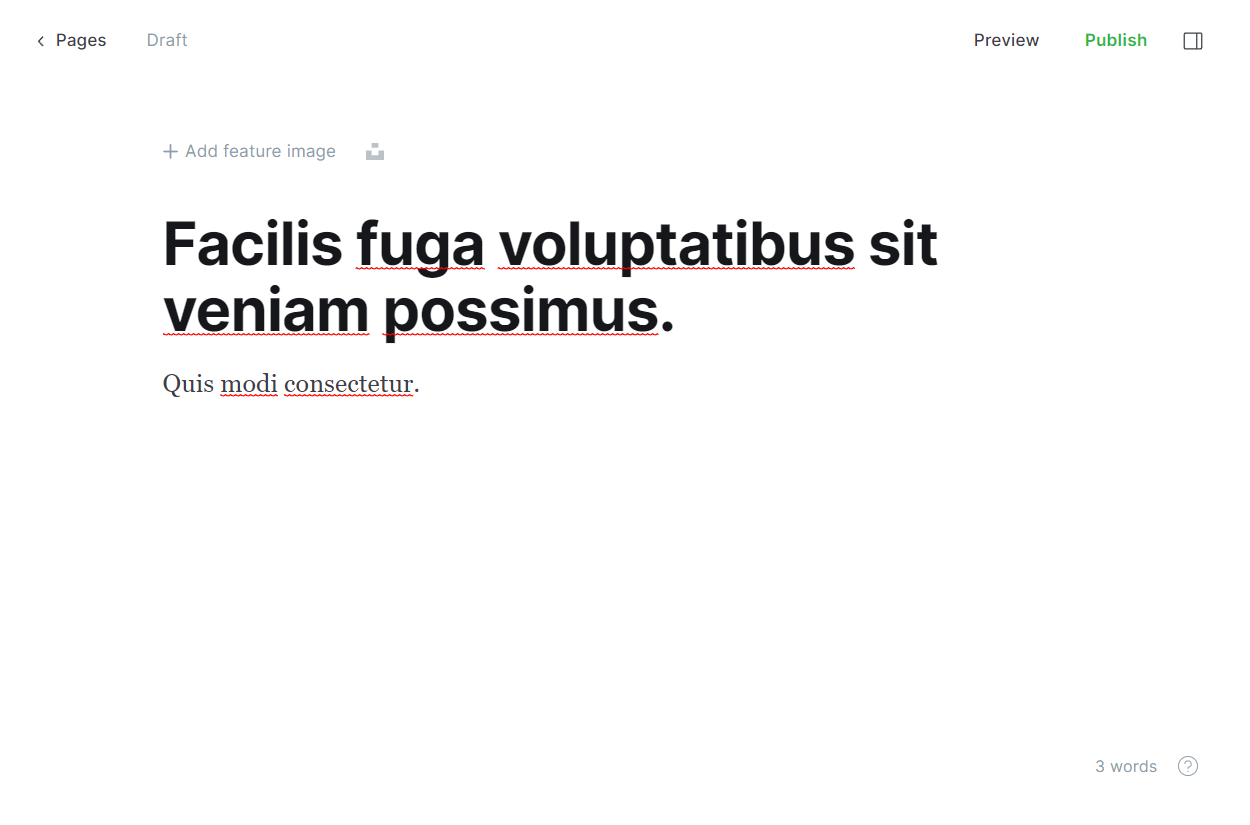 Pages
Draft
Preview
Publish
Add feature image
Facilis fuga voluptatibus sit
veniam possimus.
Quis modi consectetur.
3 words
?